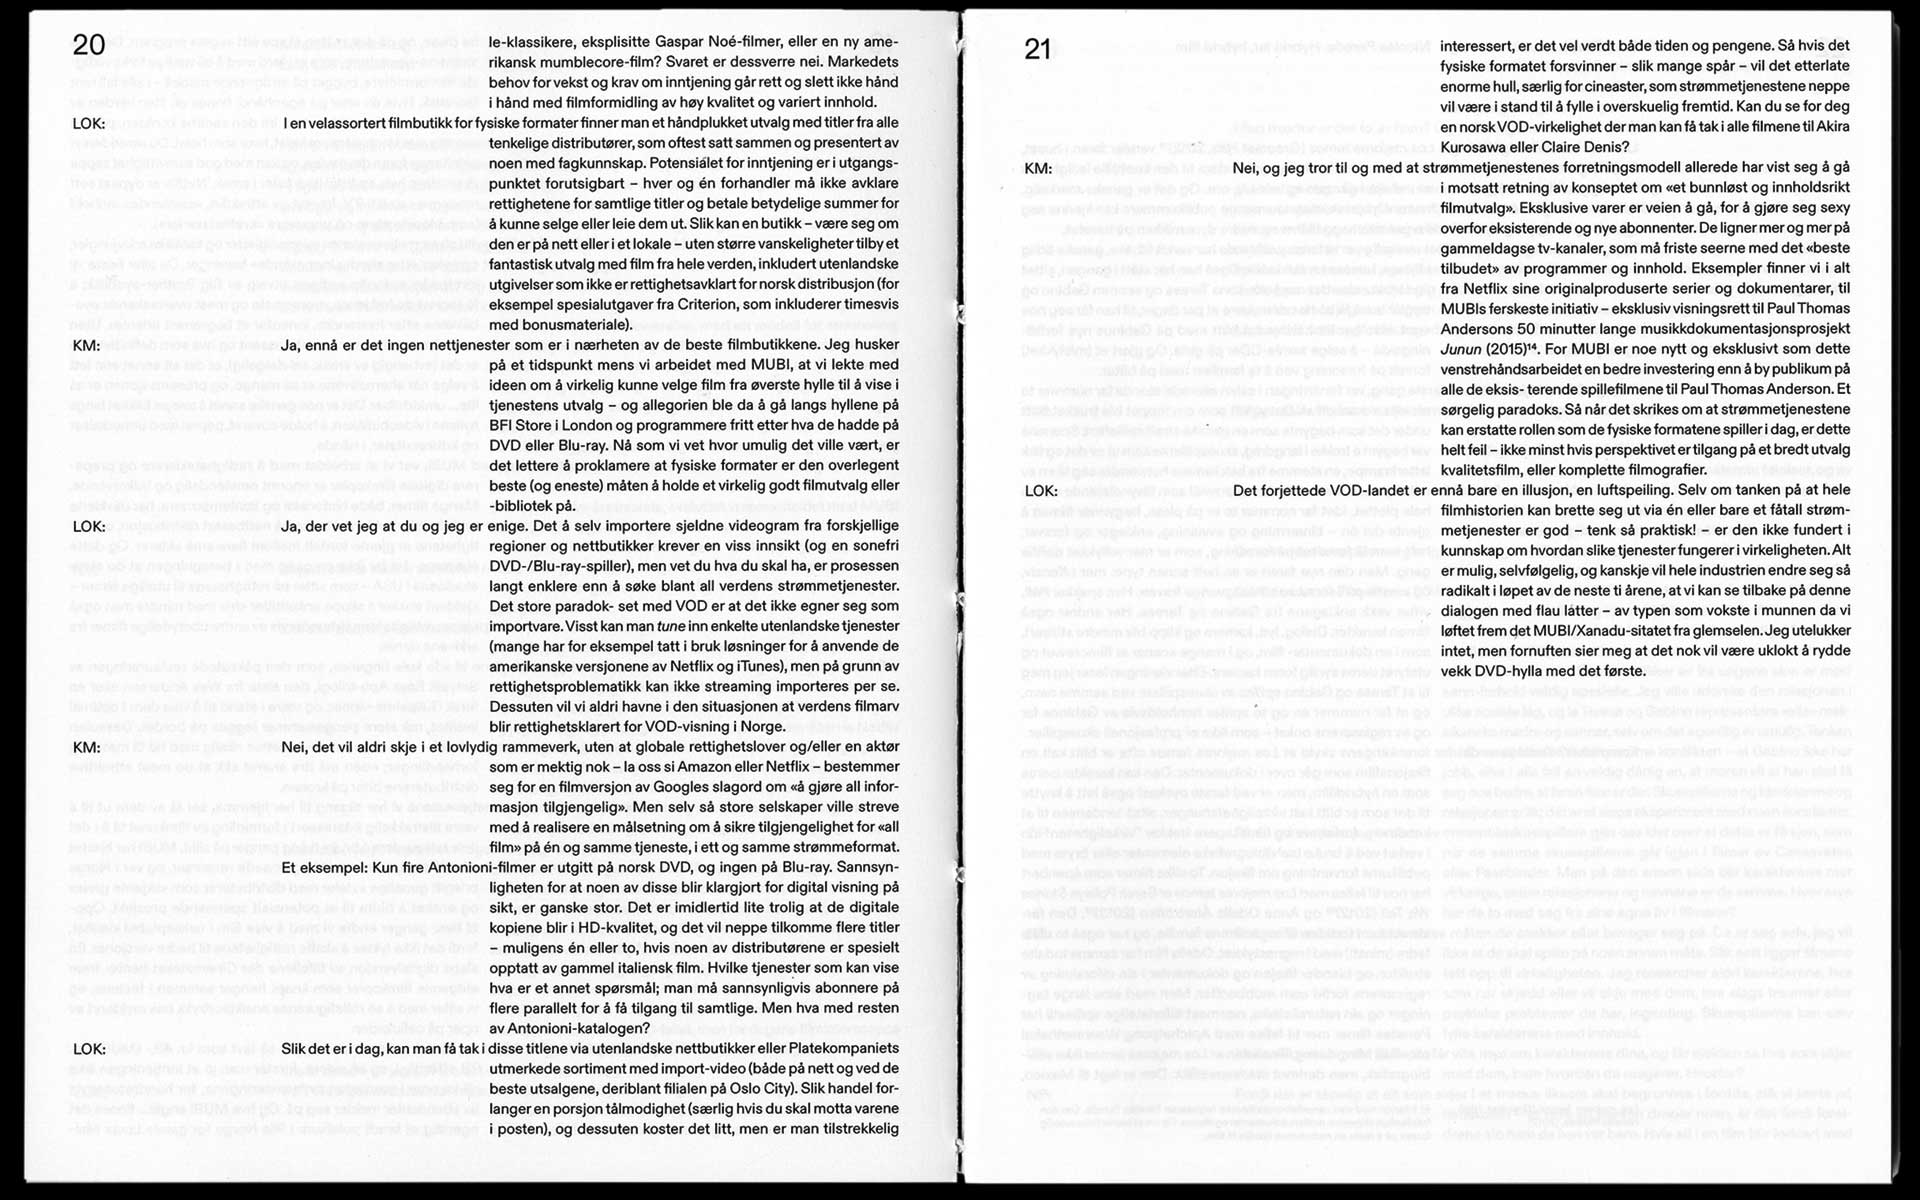 20
le-klassikere, eksplisitte Gaspar Noé-filmer, eller en ny ame-
rikansk mumblecore-film? Svaret er dessverre nei. Markedets
behov for vekst og krav om inntjening går rett og slett ikke hånd
i hånd med filmformidling av høy kvalitet og variert innhold.
LOK: I en velassortert filmbutikk for fysiske formater finner man et håndplukket utvalg med titler fra alle
tenkelige distributører, som oftest satt sammen og presentert av
noen med fagkunnskap. Potensiálet for inntjening er i utgangs-
punktet forutsigbart – hver og én forhandler må ikke avklare
rettighetene for samtlige titler og betale betydelige summer for
å kunne selge eller leie dem ut. Slik kan en butikk – være seg om
den er på nett eller i et lokale – uten større vanskeligheter tilby et
fantastisk utvalg med film fra hele verden, inkludert utenlandske
utgivelser som ikke er rettighetsavklart for norsk distribusjon (for
eksempel spesialutgaver fra Criterion, som inkluderer timesvis
med bonusmateriale).
KM: Ja, ennå er det ingen nettjenester som er i nærheten av de beste filmbutikkene. Jeg husker
på et tidspunkt mens vi arbeidet med MUBI, at vi lekte med
ideen om å virkelig kunne velge film fra øverste hylle til å vise i
tjenestens utvalg – og allegorien ble da å gå langs hyllene på
BFI Store i London og programmere fritt etter hva de hadde på
DVD eller Blu-ray. Nå som vi vet hvor umulig det ville vært, er
det lettere å proklamere at fysiske formater er den overlegent
beste (og eneste) måten å holde et virkelig godt filmutvalg eller
-bibliotek på.
LOK: Ja, der vet jeg at du og jeg er enige. Det å selv importere sjeldne videogram fra forskjellige
regioner og nettbutikker krever en viss innsikt (og en sonefri
DVD-/Blu-ray-spiller), men vet du hva du skal ha, er prosessen
langt enklere enn å søke blant all verdens strømmetjenester.
Det store paradok- set med VOD er at det ikke egner seg som
importvare. Visst kan man tune inn enkelte utenlandske tjenester
(mange har for eksempel tatt i bruk løsninger for å anvende de
amerikanske versjonene av Netflix og iTunes), men på grunn av
rettighetsproblematikk kan ikke streaming importeres per se.
Dessuten vil vi aldri havne i den situasjonen at verdens filmarv
blir rettighetsklarert for VOD-visning i Norge.
KM: Nei, det vil aldri skje i et lovlydig rammeverk, uten at globale rettighetslover og/eller en aktør
som er mektig nok – la oss si Amazon eller Netflix – bestemmer
seg for en filmversjon av Googles slagord om «å gjøre all infor-
masjon tilgjengelig». Men selv så store selskaper ville streve
med å realisere en målsetning om å sikre tilgjengelighet for «all
film» på én og samme tjeneste, i ett og samme strømmeformat.
Et eksempel: Kun fire Antonioni-filmer er utgitt på norsk DVD, og ingen på Blu-ray. Sannsyn-
ligheten for at noen av disse blir klargjort for digital visning på
sikt, er ganske stor. Det er imidlertid lite trolig at de digitale
kopiene blir i HD-kvalitet, og det vil neppe tilkomme flere titler
– muligens én eller to, hvis noen av distributørene er spesielt
opptatt av gammel italiensk film. Hvilke tjenester som kan vise
hva er et annet spørsmål; man må sannsynligvis abonnere på
flere parallelt for å få tilgang til samtlige. Men hva med resten
av Antonioni-katalogen?
LOK: Slik det er i dag, kan man få tak i disse titlene via utenlandske nettbutikker eller Platekompaniets
utmerkede sortiment med import-video (både på nett og ved de
beste utsalgene, deriblant filialen på Oslo City). Slik handel for-
langer en porsjon tålmodighet (særlig hvis du skal motta varene
i posten), og dessuten koster det litt, men er man tilstrekkelig
21
interessert, er det vel verdt både tiden og pengene. Så hvis det
fysiske formatet forsvinner – slik mange spår – vil det etterlate
enorme hull, særlig for cineaster, som strømmetjenestene neppe
vil være i stand til å fylle i overskuelig fremtid. Kan du se for deg
en norsk VOD-virkelighet der man kan få tak i alle filmene til Akira
Kurosawa eller Claire Denis?
KM: Nei, og jeg tror til og med at strømmetjenestenes forretningsmodell allerede har vist seg å gå
i motsatt retning av konseptet om «et bunnløst og innholdsrikt
filmutvalg». Eksklusive varer er veien å gå, for å gjøre seg sexy
overfor eksisterende og nye abonnenter. De ligner mer og mer på
gammeldagse tv-kanaler, som må friste seerne med det «beste
tilbudet» av programmer og innhold. Eksempler finner vi i alt
fra Netflix sine originalproduserte serier og dokumentarer, til
MUBIs ferskeste initiativ – eksklusiv visningsrett til Paul Thomas
Andersons 50 minutter lange musikkdokumentasjonsprosjekt
Junun (2015)¹⁴. For MUBI er noe nytt og eksklusivt som dette
venstrehåndsarbeidet en bedre investering enn å by publikum på
alle de eksis- terende spillefilmene til Paul Thomas Anderson. Et
sørgelig paradoks. Så når det skrikes om at strømmetjenestene
kan erstatte rollen som de fysiske formatene spiller i dag, er dette
helt feil – ikke minst hvis perspektivet er tilgang på et bredt utvalg
kvalitetsfilm, eller komplette filmografier.
LOK: Det forjettede VOD-landet er ennå bare en illusjon, en luftspeiling. Selv om tanken på at hele
filmhistorien kan brette seg ut via én eller bare et fåtall strøm-
metjenester er god – tenk så praktisk! – er den ikke fundert i
kunnskap om hvordan slike tjenester fungerer i virkeligheten. Alt
er mulig, selvfølgelig, og kanskje vil hele industrien endre seg så
radikalt i løpet av de neste ti årene, at vi kan se tilbake på denne
dialogen med flau latter – av typen som vokste i munnen da vi
løftet frem det MUBI/Xanadu-sitatet fra glemselen. Jeg utelukker
intet, men fornuften sier meg at det nok vil være uklokt å rydde
vekk DVD-hylla med det første.